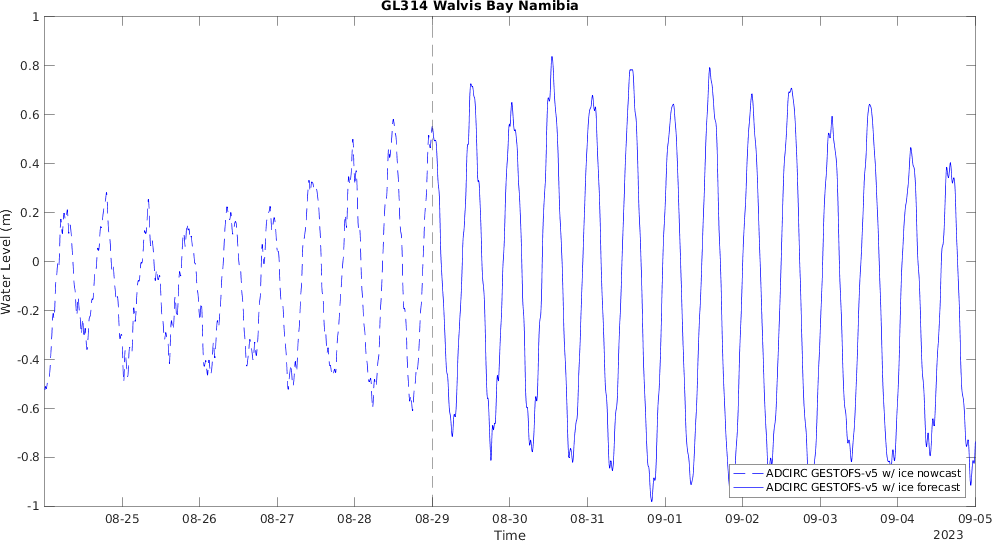 GL314 Walvis Bay Namibia
1
0.8
0.6
0.4
0.2
0
-0.2
-0.4
-0.6
-0.8
-1
Water Level (m)
08-25 08-26 08-27 08-28 08-29 08-30 08-31 09-01 09-02 09-03 09-04 09-05
Time
2023
ADCIRC GESTOFS-v5 w/ ice nowcast
ADCIRC GESTOFS-v5 w/ ice forecast